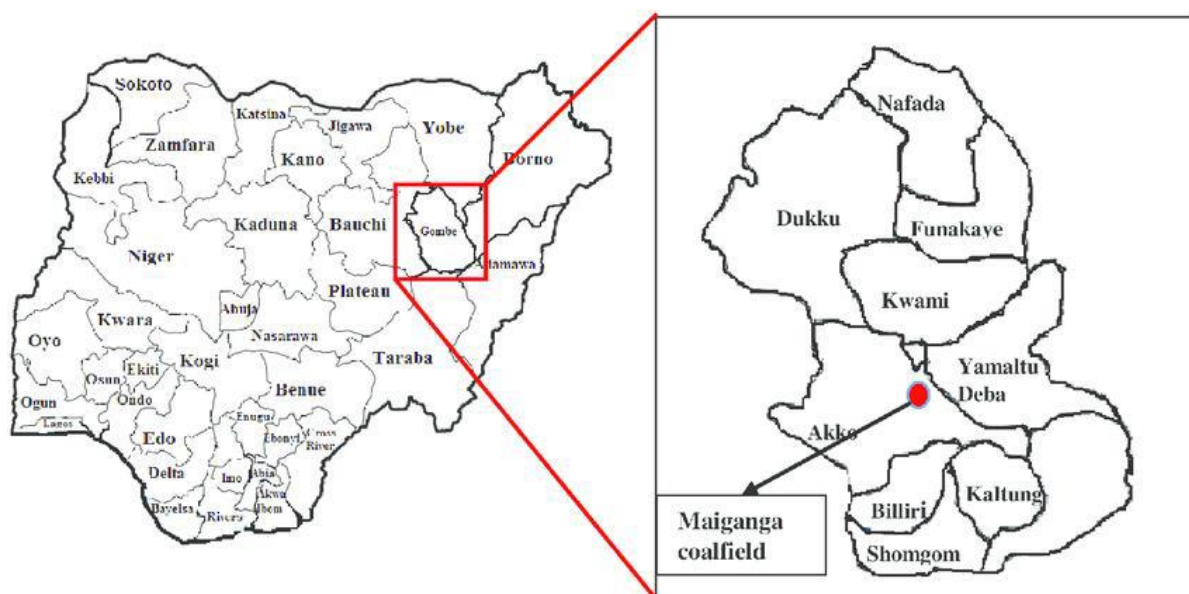 Sokoto
Katsina
Jigawa
Yobe
Borno
Zamfara
Kano
Kebbi
Kaduna
Bauchi
Gombe
Niger
Adamawa
Plateau
Abuja
Kwara
Nasarawa
Oyo
Kogi
Taraba
Ekiti
Osun
Benne
Ondo
Ogun
Enugu
Lagos
Edo
Ebonyi
Cross
River
Delta
Imo
Abia
Akwa
Ibom
Bayelsa
Rivers
Nafada
Dukku
Funakaye
Kwami
Yamaltu
Deba
Akko
Kaltung
Billiri
Shomgom
Maiganga
coalfield